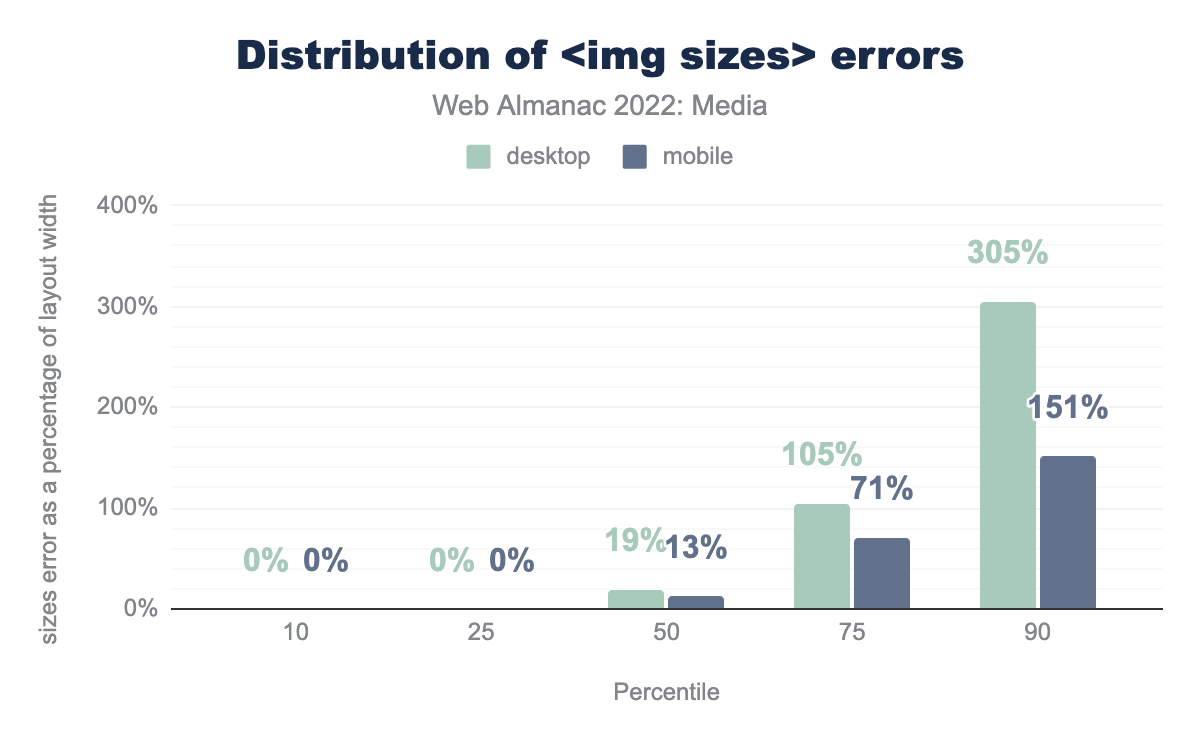 Distribution of <img sizes> errors
Web Almanac 2022: Media
desktop mobile
sizes error as a percentage of layout width
400%
300%
200%
100%
0%
0% 0% 0% 0% 19% 13% 105% 71% 305% 151%
10 25 50 75 90
Percentile